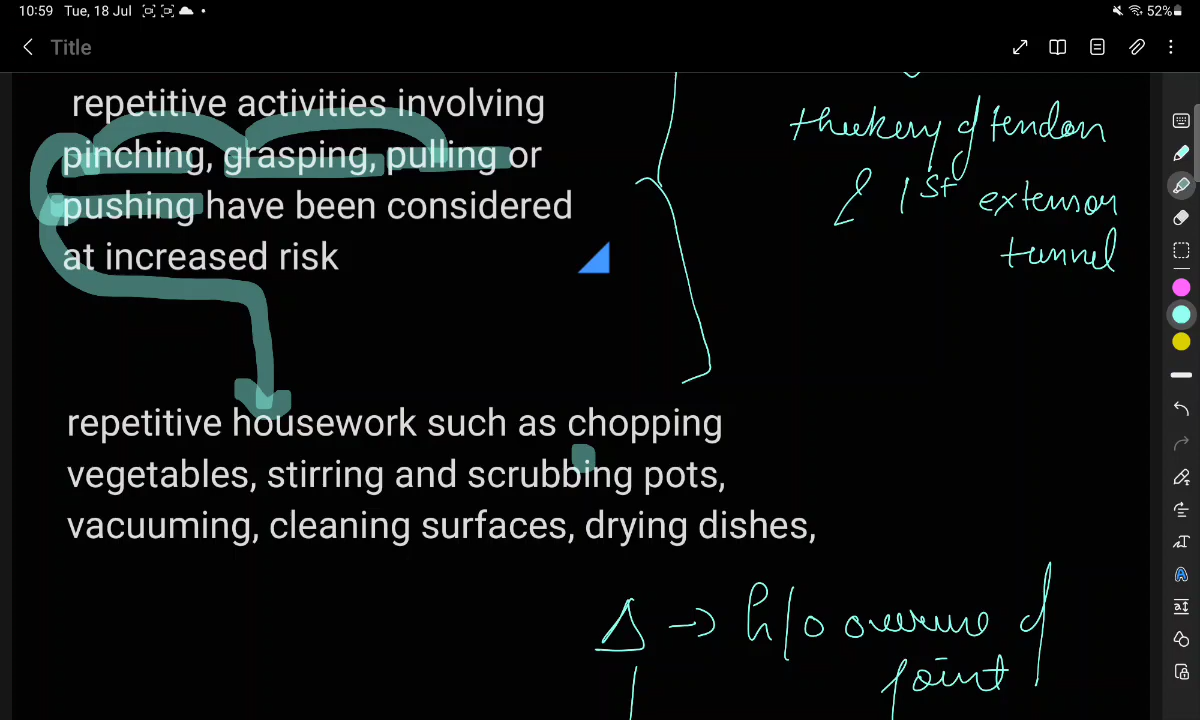 10:59 Tue, 18 Jul
52%
Title
repetitive activities involving
pinching, grasping, pulling or
pushing have been considered
at increased risk
of tendon
& 1st extensor
tunnel
repetitive housework such as chopping
vegetables, stirring and scrubbing pots,
vacuuming, cleaning surfaces, drying dishes,
Δ → h/o overuse of
joint